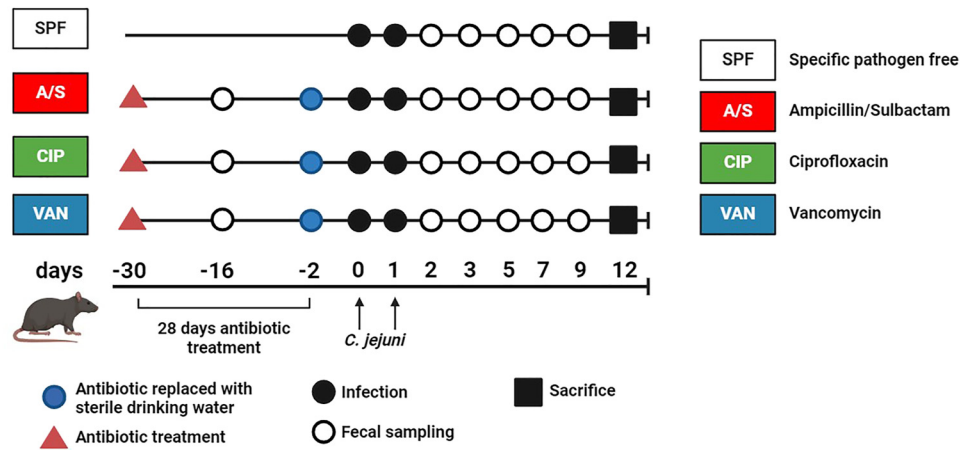 SPF
A/S
CIP
VAN
SPF Specific pathogen free
A/S Ampicillin/Sulbactam
CIP Ciprofloxacin
VAN Vancomycin
days -30 -16 -2 0 1 2 3 5 7 9 12
28 days antibiotic
treatment
C. jejuni
Antibiotic replaced with
sterile drinking water
Antibiotic treatment
Infection
Fecal sampling
Sacrifice